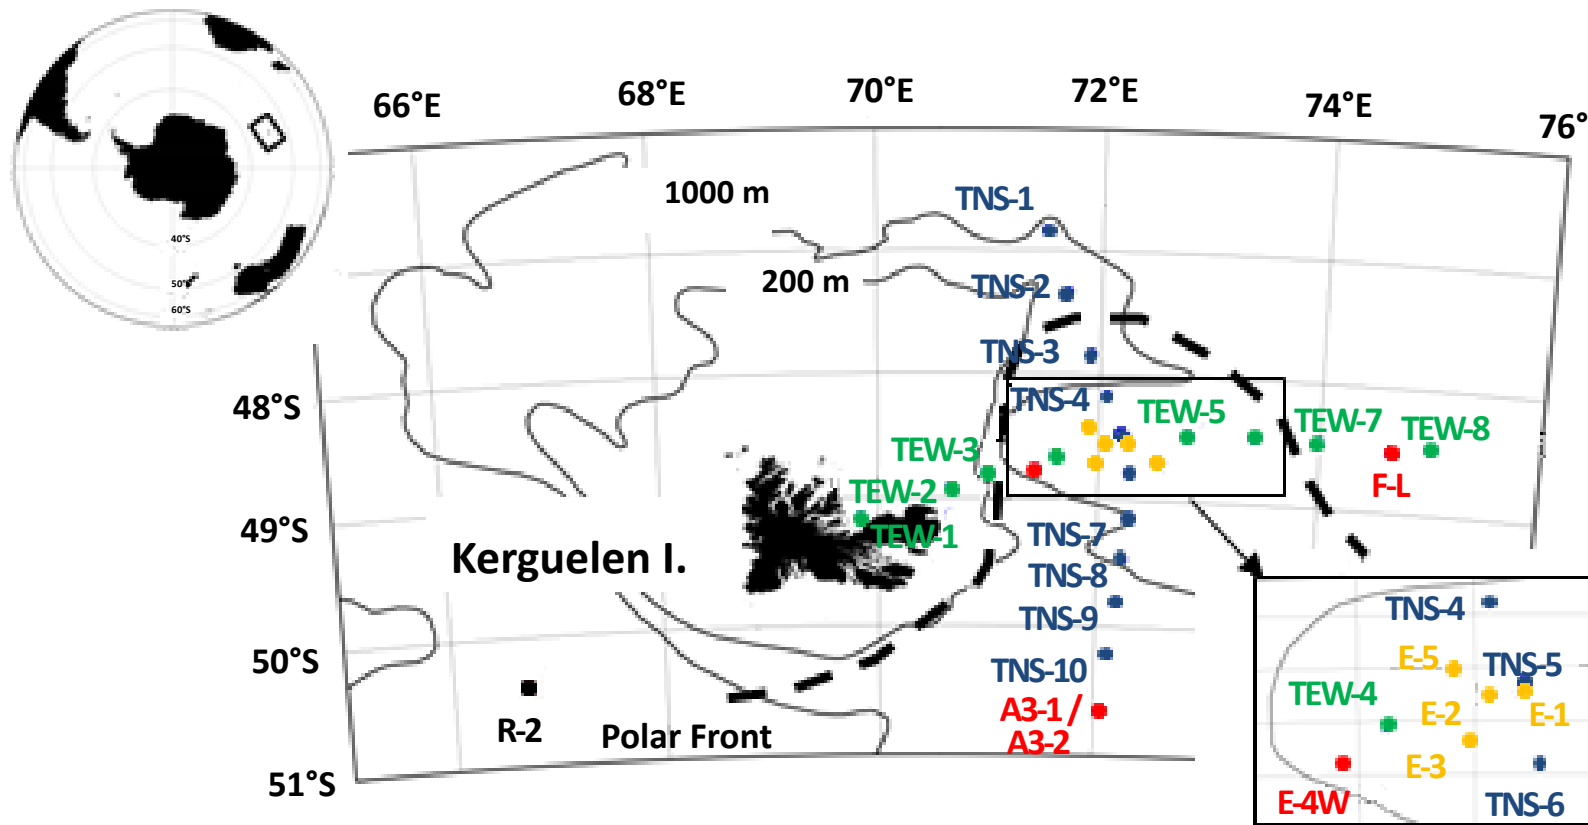 66°E
68°E
70°E
72°E
74°E
76°
40°S
50°
60°S
1000 m
TNS-1
200 m
TNS-2
TNS-3
48°S
TNS-4
TEW-5
TEW-7
TEW-8
TEW-3
F-L
TEW-2
49°S
TEW-1
TNS-7
Kerguelen I.
TNS-8
TNS-9
50°S
TNS-10
R-2
A3-1 /
A3-2
Polar Front
51°S
TNS-4
E-5
TNS-5
TEW-4
E-2
E-1
E-3
E-4W
TNS-6